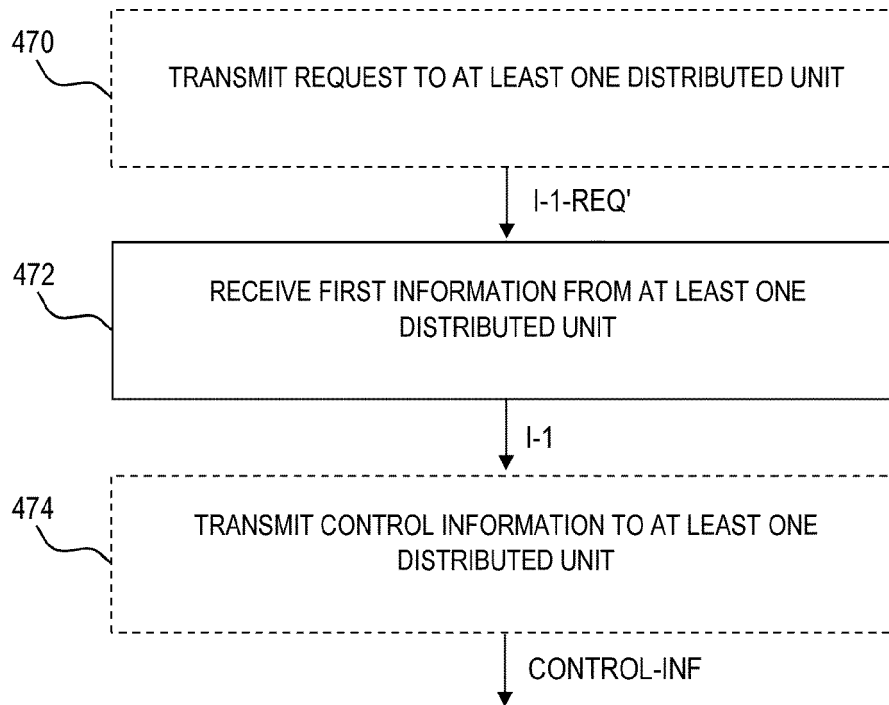 470
TRANSMIT REQUEST TO AT LEAST ONE DISTRIBUTED UNIT
I-1-REQ'
472
RECEIVE FIRST INFORMATION FROM AT LEAST ONE
DISTRIBUTED UNIT
I-1
474
TRANSMIT CONTROL INFORMATION TO AT LEAST ONE
DISTRIBUTED UNIT
CONTROL-INF